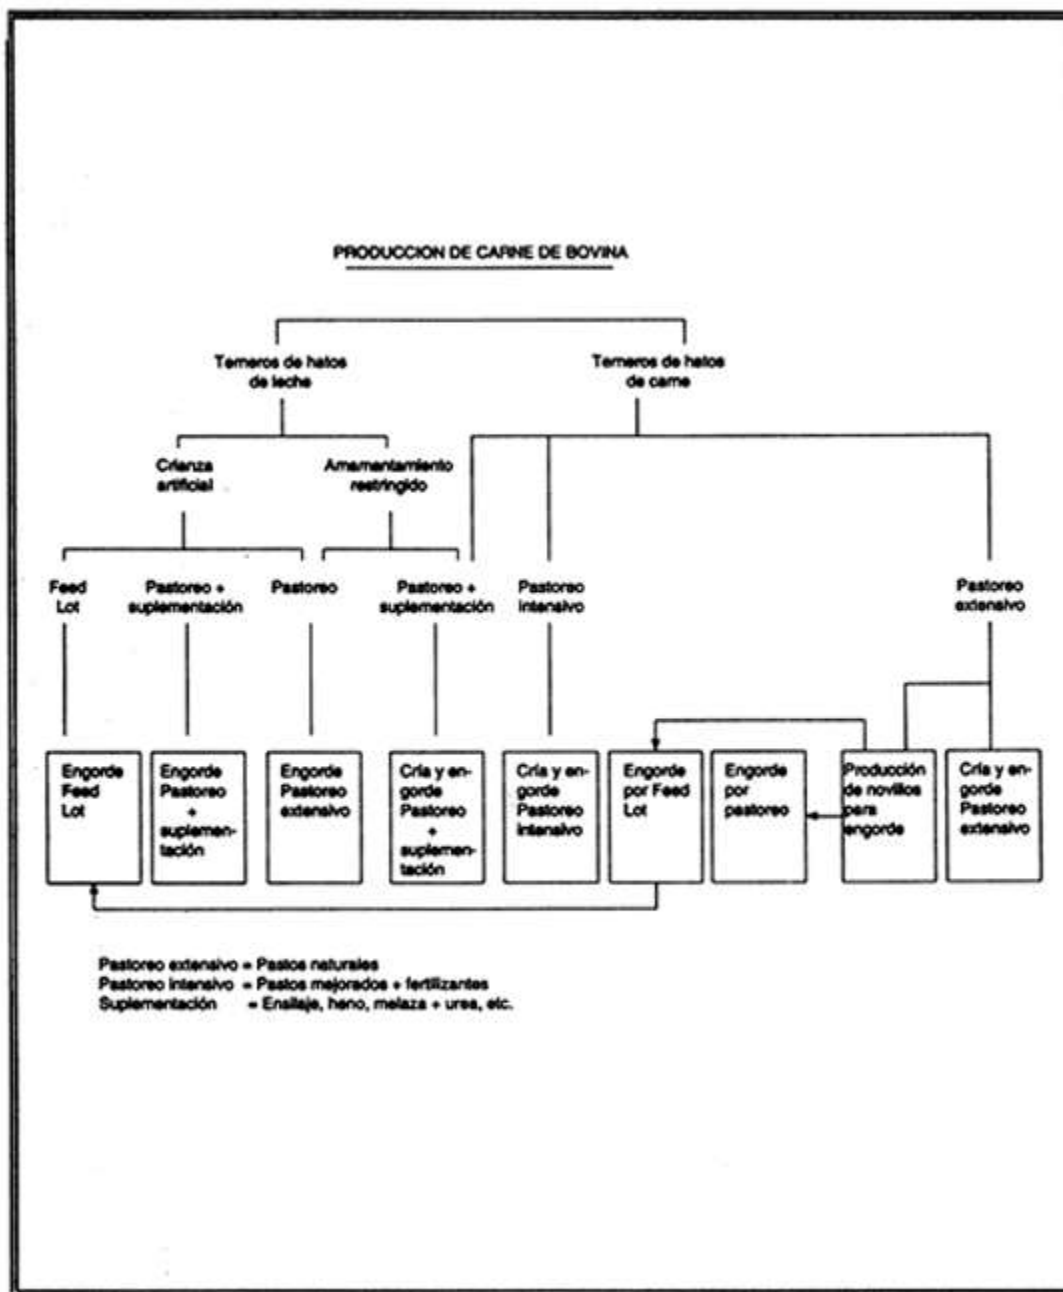 PRODUCCION DE CARNE DE BOVINA
Terneros de hatos
de leche
Terneros de hatos
de carne
Crianza
artificial
Amamantamiento
restringido
Feed
Lot
Pastoreo +
suplementación
Pastoreo
Pastoreo +
suplementación
Pastoreo
intensivo
Pastoreo
extensivo
Engorde
Feed
Lot
Engorde
Pastoreo
+
suplemen-
tación
Engorde
Pastoreo
extensivo
Cría y en-
gorde
Pastoreo
+
suplemen-
tación
Cría y en-
gorde
Pastoreo
intensivo
Engorde
por Feed
Lot
Engorde
por
pastoreo
Producción
de novillos
para
engorde
Cría y en-
gorde
Pastoreo
extensivo
Pastoreo extensivo = Pastos naturales
Pastoreo intensivo = Pastos mejorados + fertilizantes
Suplementación = Ensilaje, heno, melaza + urea, etc.